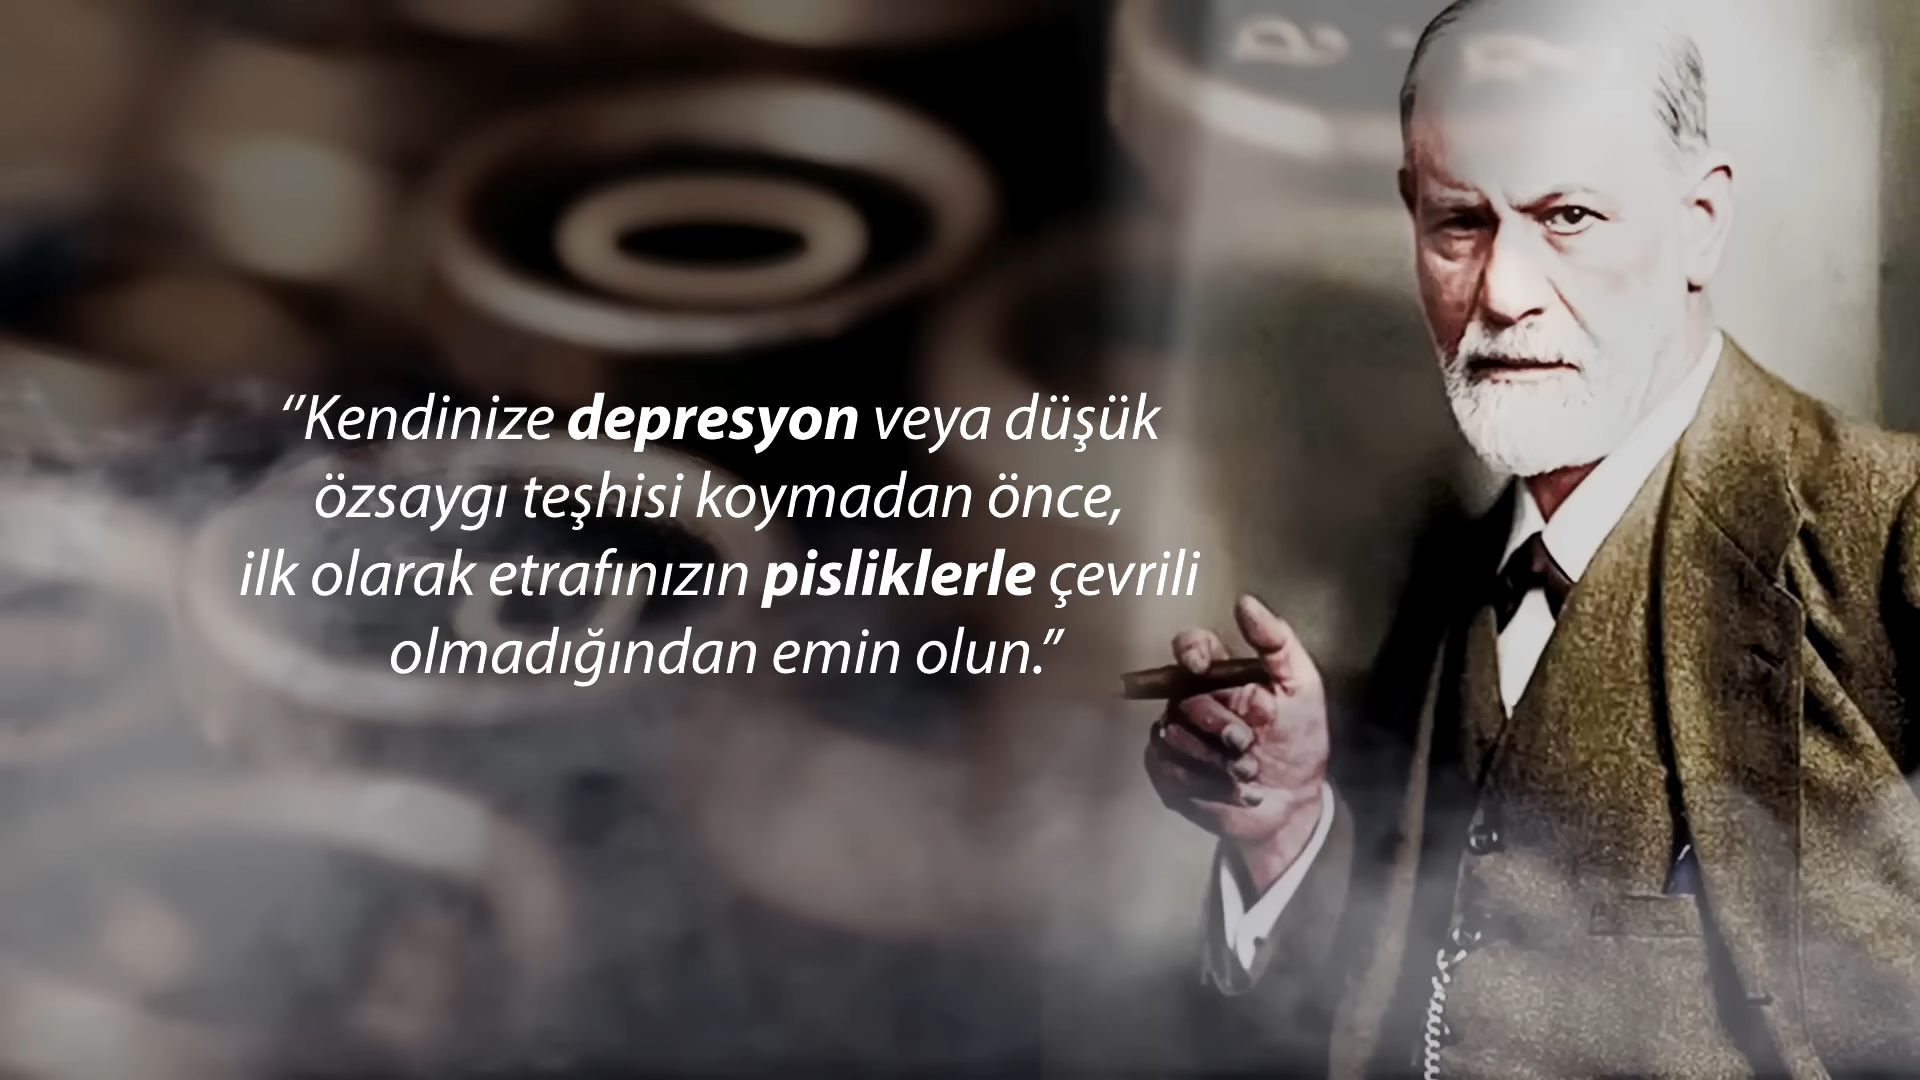 “Kendinize depresyon veya düşük
özsaygı teşhisi koymadan önce,
ilk olarak etrafınızın pisliklerle çevrili
olmadığından emin olun.”